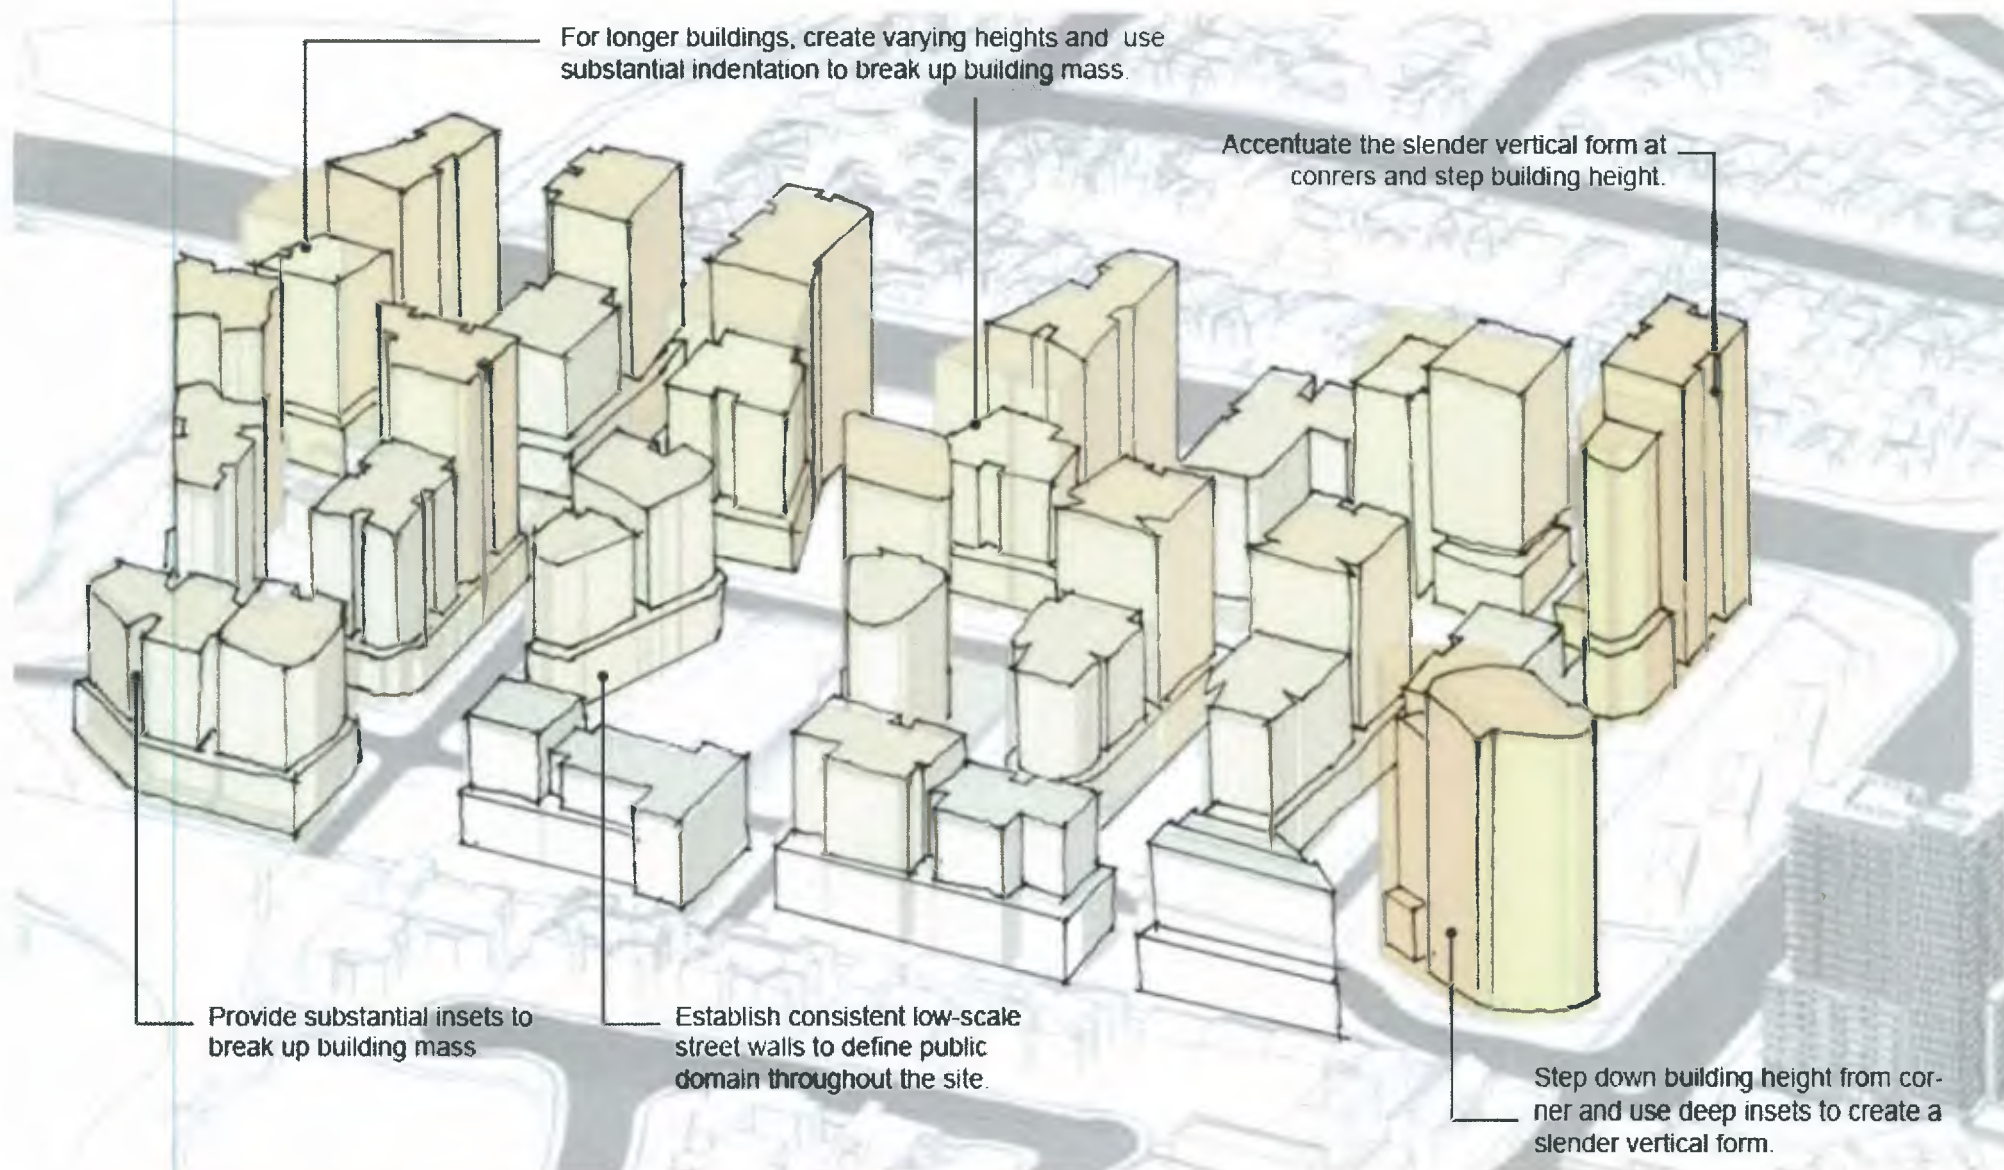 For longer buildings, create varying heights and use
substantial indentation to break up building mass.
Accentuate the slender vertical form at
conrers and step building height.
Provide substantial insets to
break up building mass
Establish consistent low-scale
street walls to define public
domain throughout the site.
Step down building height from cor-
ner and use deep insets to create a
slender vertical form.